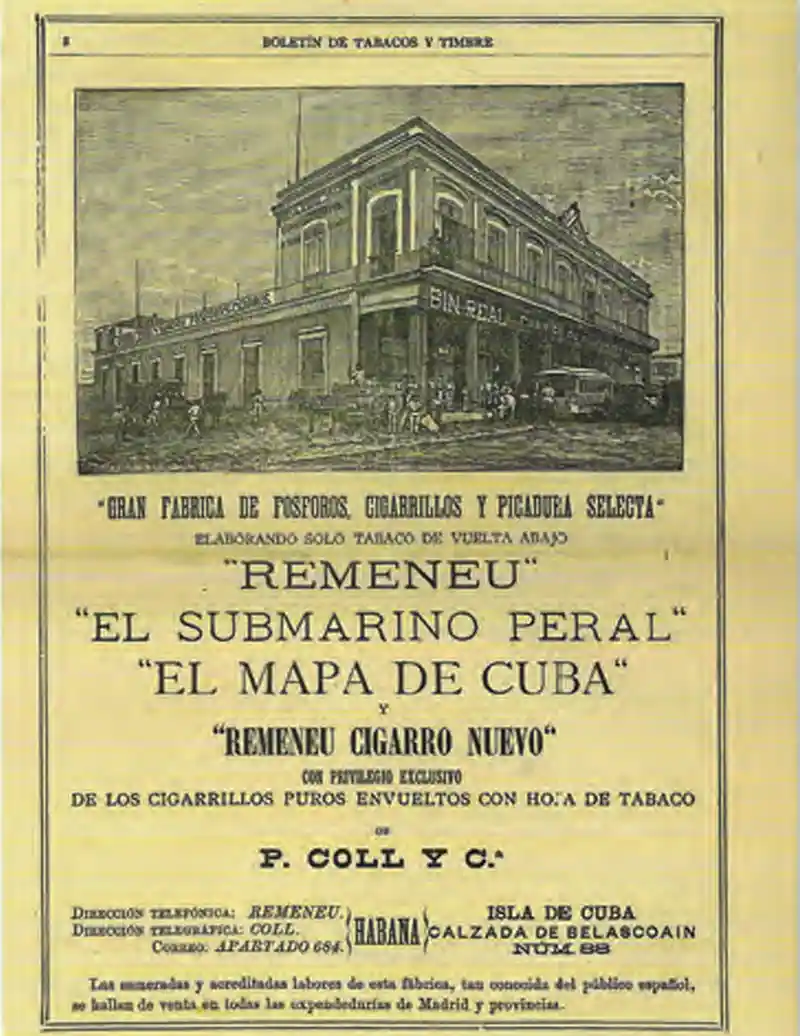 8
BOLETÍN DE TABACOS Y TIMBRE
BIN REAL
"GRAN FABRICA DE FOSFOROS, CIGARRILLOS Y PICADURA SELECTA"
ELABORANDO SOLO TABACO DE VUELTA ABAJO
"REMENEU"
"EL SUBMARINO PERAL"
"EL MAPA DE CUBA"
Y
"REMENEU CIGARRO NUEVO"
CON PRIVILEGIO EXCLUSIVO
DE LOS CIGARRILLOS PUROS ENVUELTOS CON HOJA DE TABACO
DE
P. COLL Y C.ª
DIRECCIÓN TELEFÓNICA: REMENEU.
DIRECCIÓN TELEGRÁFICA: COLL.
CORREO: APARTADO 684.
HABANA
ISLA DE CUBA
CALZADA DE BELASCOAIN
NÚM. 88
Las esmeradas y acreditadas labores de esta fábrica, tan conocida del público español,
se hallan de venta en todas las expendedurías de Madrid y provincias.